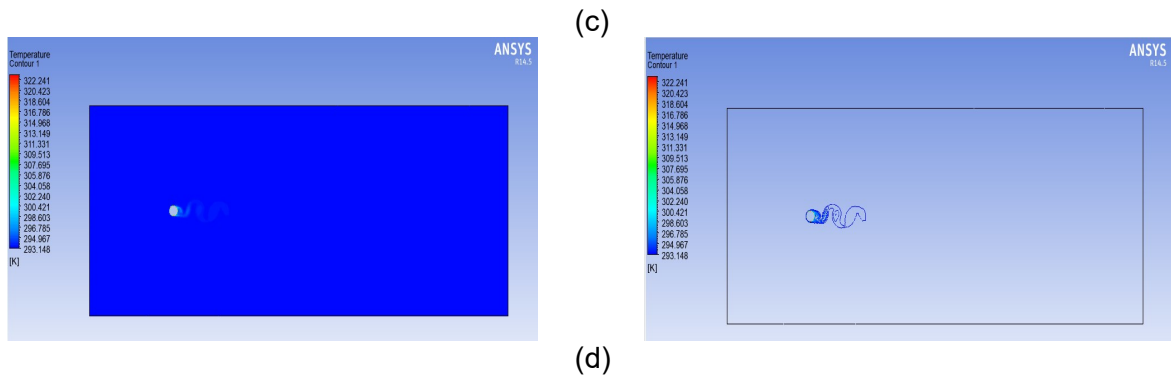 (c)
ANSYS
R14.5
Temperature
Contour 1
322.241
320.423
318.604
316.786
314.968
313.149
311.331
309.513
307.695
305.876
304.058
302.240
300.421
298.603
296.785
294.967
293.148
[K]
ANSYS
R14.5
Temperature
Contour 1
322.241
320.423
318.604
316.786
314.968
313.149
311.331
309.513
307.695
305.876
304.058
302.240
300.421
298.603
296.785
294.967
293.148
[K]
(d)